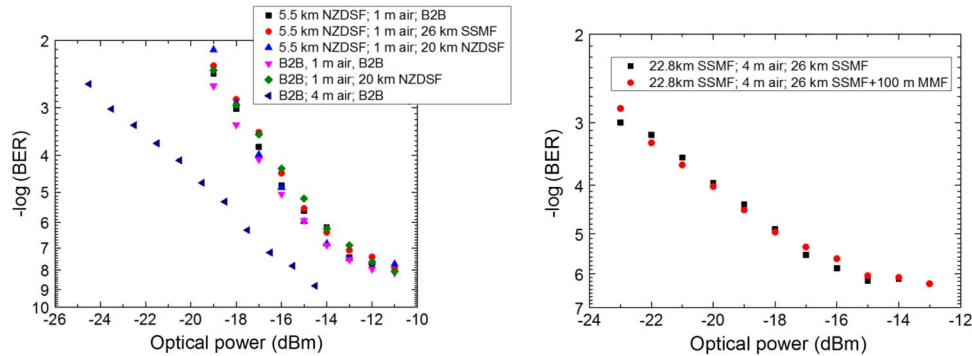 5.5 km NZDSF; 1 m air; B2B
5.5 km NZDSF; 1 m air; 26 km SSMF
5.5 km NZDSF; 1 m air; 20 km NZDSF
B2B, 1 m air, B2B
B2B; 1 m air; 20 km NZDSF
B2B; 4 m air; B2B
2
3
4
5
6
7
8
9
10
-log (BER)
-26 -24 -22 -20 -18 -16 -14 -12 -10
Optical power (dBm)
22.8km SSMF; 4 m air; 26 km SSMF
22.8km SSMF; 4 m air; 26 km SSMF+100 m MMF
2
3
4
5
6
7
-log (BER)
-24 -22 -20 -18 -16 -14 -12
Optical power (dBm)